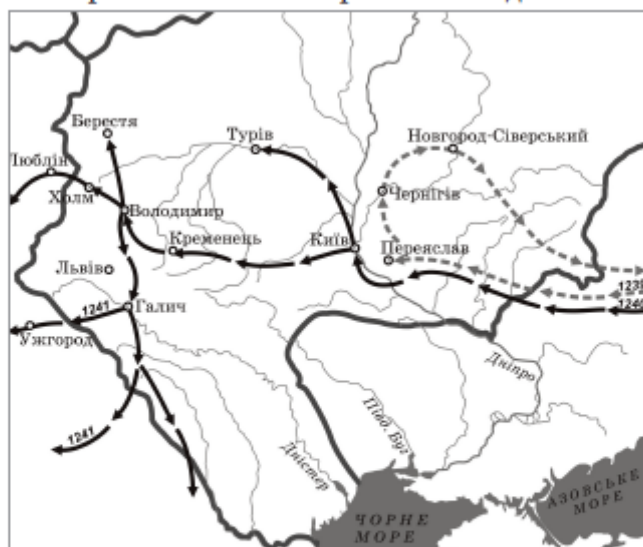 Берестя
Турів
Новгород-Сіверський
Люблін
Холм
Чернігів
Володимир
Кременець
Київ
Переяслав
Львів
1240
1241
Галич
Ужгород
Дніпро
1241
Півд. Буг
Дністер
АЗОВСЬКЕ
МОРЕ
ЧОРНЕ
МОРЕ